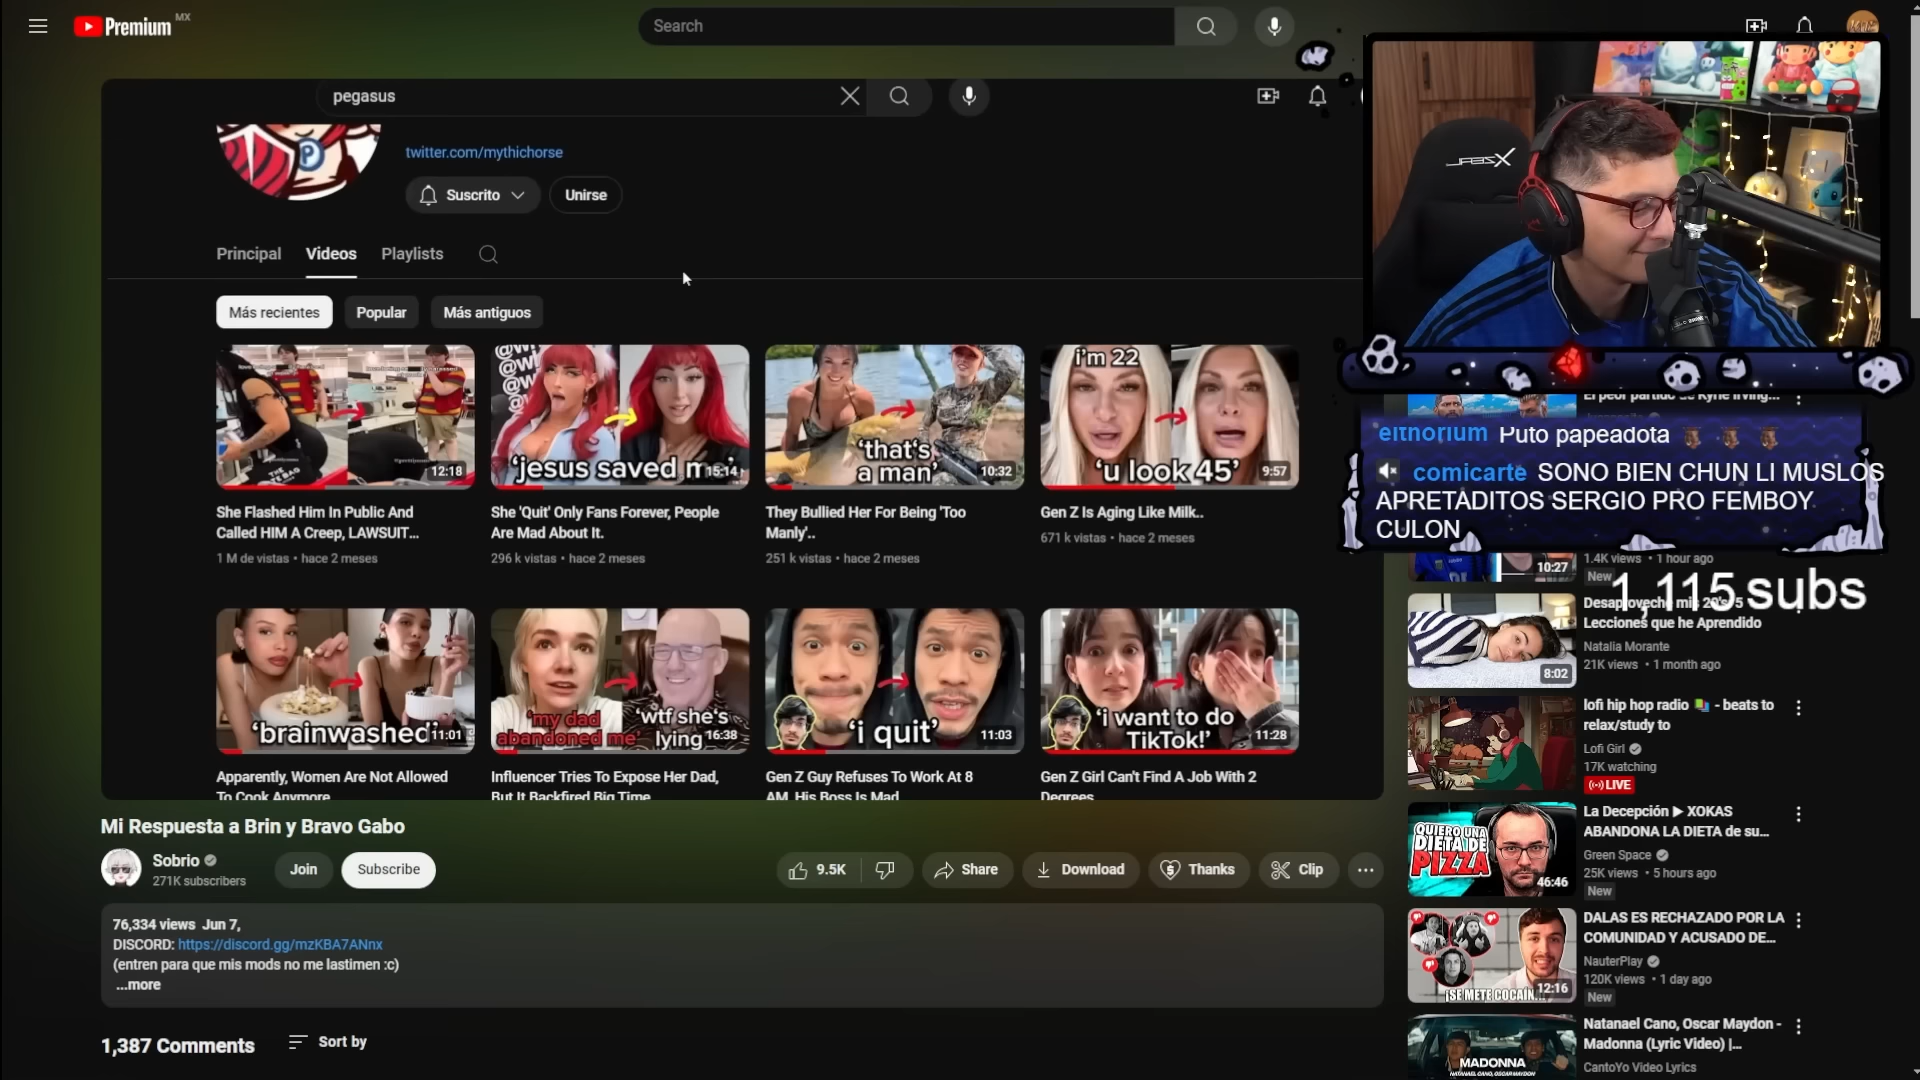 Premium MX
Search
pegasus
twitter.com/mythichorse
Suscrito
Unirse
Principal
Videos
Playlists
Más recientes
Popular
Más antiguos
12:18
'jesus saved m
15:14
'that's
a man'
10:32
i'm 22
'u look 45'
9:57
She Flashed Him In Public And
Called HIM A Creep, LAWSUIT...
1 M de vistas • hace 2 meses
She 'Quit' Only Fans Forever, People
Are Mad About It.
296 k vistas • hace 2 meses
They Bullied Her For Being 'Too
Manly'..
251 k vistas • hace 2 meses
Gen Z Is Aging Like Milk..
671 k vistas • hace 2 meses
'brainwashed'
11:01
'my dad
abandoned me'
'wtf she's
lying
16:38
'i quit'
11:03
'i want to do
TikTok!'
11:28
Apparently, Women Are Not Allowed
To Cook Anymore
Influencer Tries To Expose Her Dad,
But It Backfired Big Time
Gen Z Guy Refuses To Work At 8
AM, His Boss Is Mad
Gen Z Girl Can't Find A Job With 2
Degrees
Mi Respuesta a Brin y Bravo Gabo
Sobrio
271K subscribers
Join
Subscribe
9.5K
Share
Download
Thanks
Clip
76,334 views Jun 7,
DISCORD: https://discord.gg/mzKBA7ANnx
(entren para que mis mods no me lastimen :c)
...more
1,387 Comments
Sort by
El peor partido de Kyrie Irving...
eithorium Puto papeadota
comicarte SONO BIEN CHUN LI MUSLOS
APRETADITOS SERGIO PRO FEMBOY
CULON
10:27
1.4K views • 1 hour ago
New
1,115 subs
Lecciones que he Aprendido
Natalia Morante
21K views • 1 month ago
8:02
lofi hip hop radio - beats to
relax/study to
Lofi Girl
17K watching
LIVE
QUIERO UNA
DIETA DE
PIZZA
46:46
La Decepción ▶ XOKAS
ABANDONA LA DIETA de su...
Green Space
25K views • 5 hours ago
New
¡SE METE COCAÍN...
12:16
DALAS ES RECHAZADO POR LA
COMUNIDAD Y ACUSADO DE...
NauterPlay
120K views • 1 day ago
New
MADONNA
NATANAEL CANO, OSCAR MAYDON
Natanael Cano, Oscar Maydon -
Madonna (Lyric Video) |...
CantoYo Video Lyrics